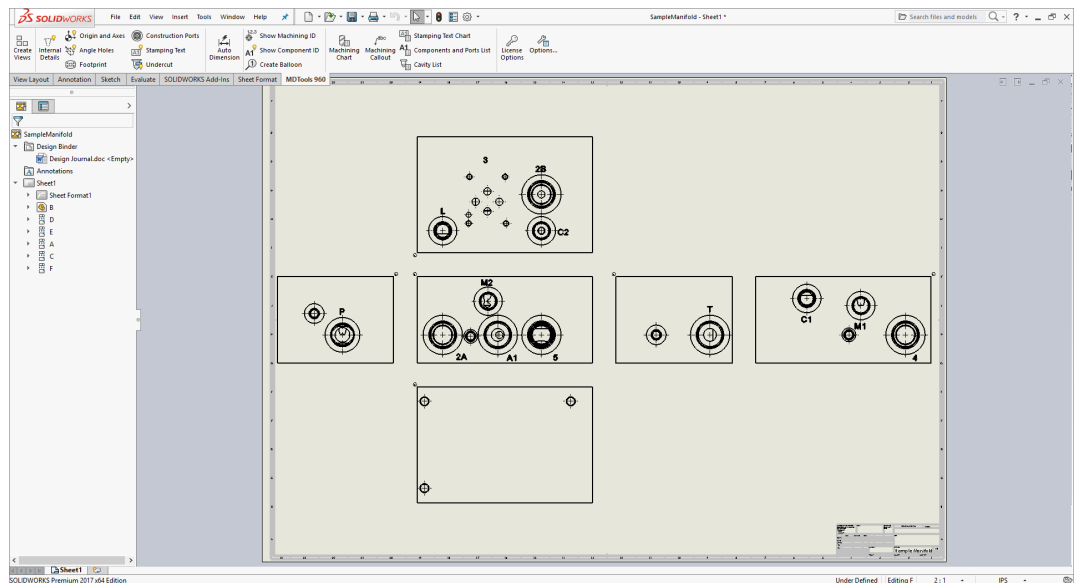 SOLIDWORKS File Edit View Insert Tools Window Help SampleManifold - Sheet1 * Search files and models ?
Create Views
Internal Details
Origin and Axes
Angle Holes
Footprint
Construction Ports
Stamping Text
Undercut
Auto Dimension
Show Machining ID
Show Component ID
Create Balloon
Machining Chart
Machining Callout
Stamping Text Chart
Components and Ports List
Cavity List
License Options
Options...
View Layout Annotation Sketch Evaluate SOLIDWORKS Add-Ins Sheet Format MDTools 960
SampleManifold
Design Binder
Design Journal.doc <Empty>
Annotations
Sheet1
Sheet Format1
B
D
E
A
C
F
3
2B
L
C2
M2
P
2A
A1
5
T
C1
M1
4
Sample Manifold
Sheet1
SOLIDWORKS Premium 2017 x64 Edition Under Defined Editing F 2:1 IPS